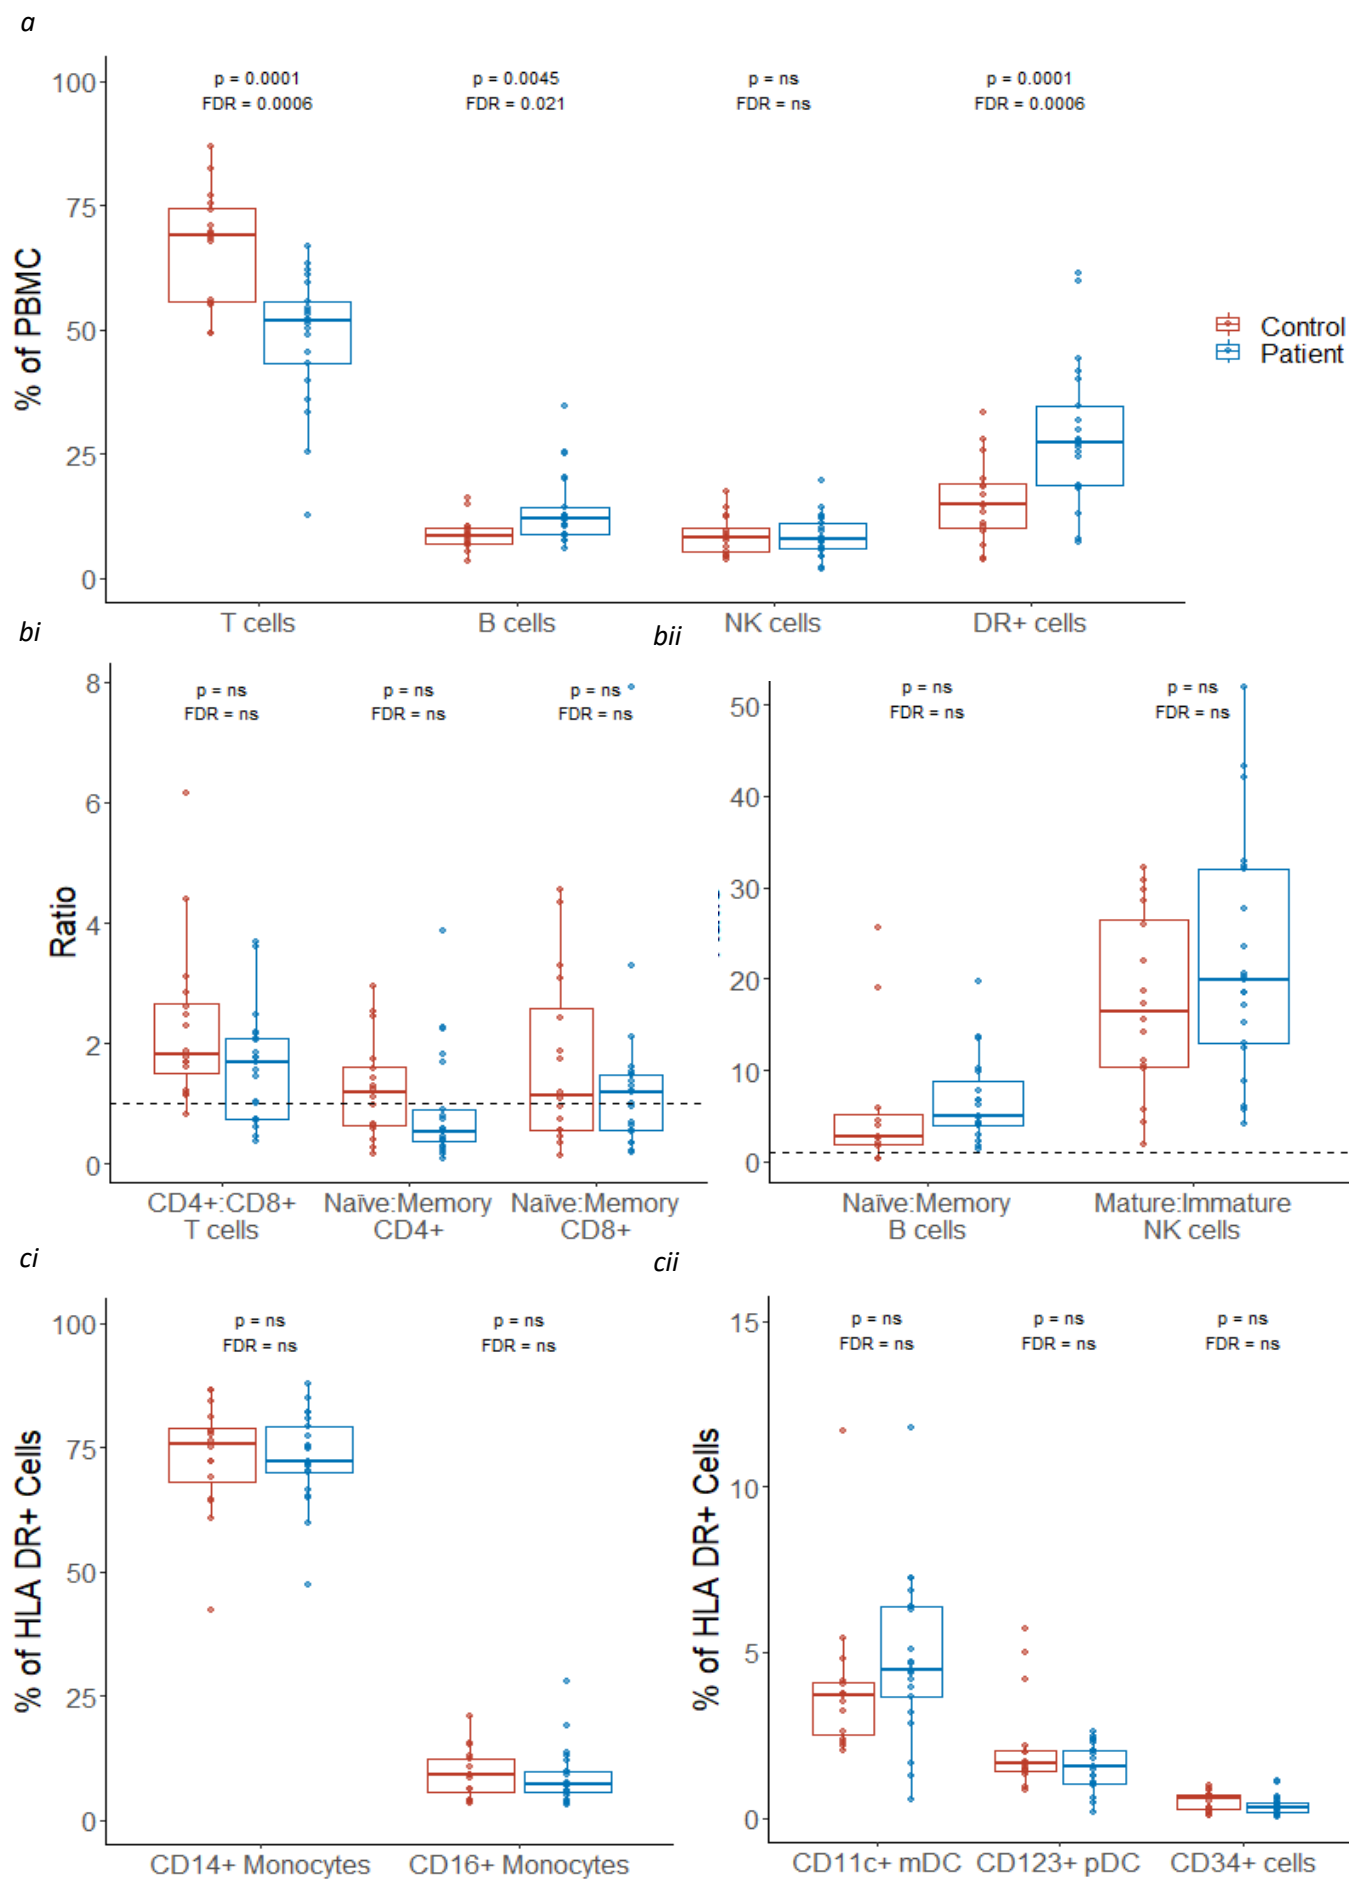 a
% of PBMC
100
75
50
25
0
p = 0.0001
FDR = 0.0006
p = 0.0045
FDR = 0.021
p = ns
FDR = ns
p = 0.0001
FDR = 0.0006
T cells
B cells
NK cells
DR+ cells
Control
Patient
bi
Ratio
8
6
4
2
0
p = ns
FDR = ns
p = ns
FDR = ns
p = ns
FDR = ns
CD4+:CD8+
T cells
Naïve:Memory
CD4+
Naïve:Memory
CD8+
bii
50
40
30
20
10
0
p = ns
FDR = ns
p = ns
FDR = ns
Naïve:Memory
B cells
Mature:Immature
NK cells
ci
% of HLA DR+ Cells
100
75
50
25
0
p = ns
FDR = ns
p = ns
FDR = ns
CD14+ Monocytes
CD16+ Monocytes
cii
% of HLA DR+ Cells
15
10
5
0
p = ns
FDR = ns
p = ns
FDR = ns
p = ns
FDR = ns
CD11c+ mDC
CD123+ pDC
CD34+ cells